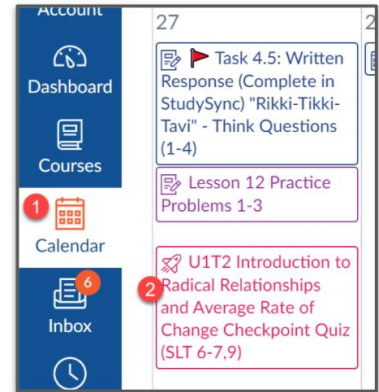 Account
Dashboard
Courses
1
Calendar
6
Inbox
27
2
Task 4.5: Written
Response (Complete in
StudySync) "Rikki-Tikki-
Tavi" - Think Questions
(1-4)
Lesson 12 Practice
Problems 1-3
2
U1T2 Introduction to
Radical Relationships
and Average Rate of
Change Checkpoint Quiz
(SLT 6-7,9)